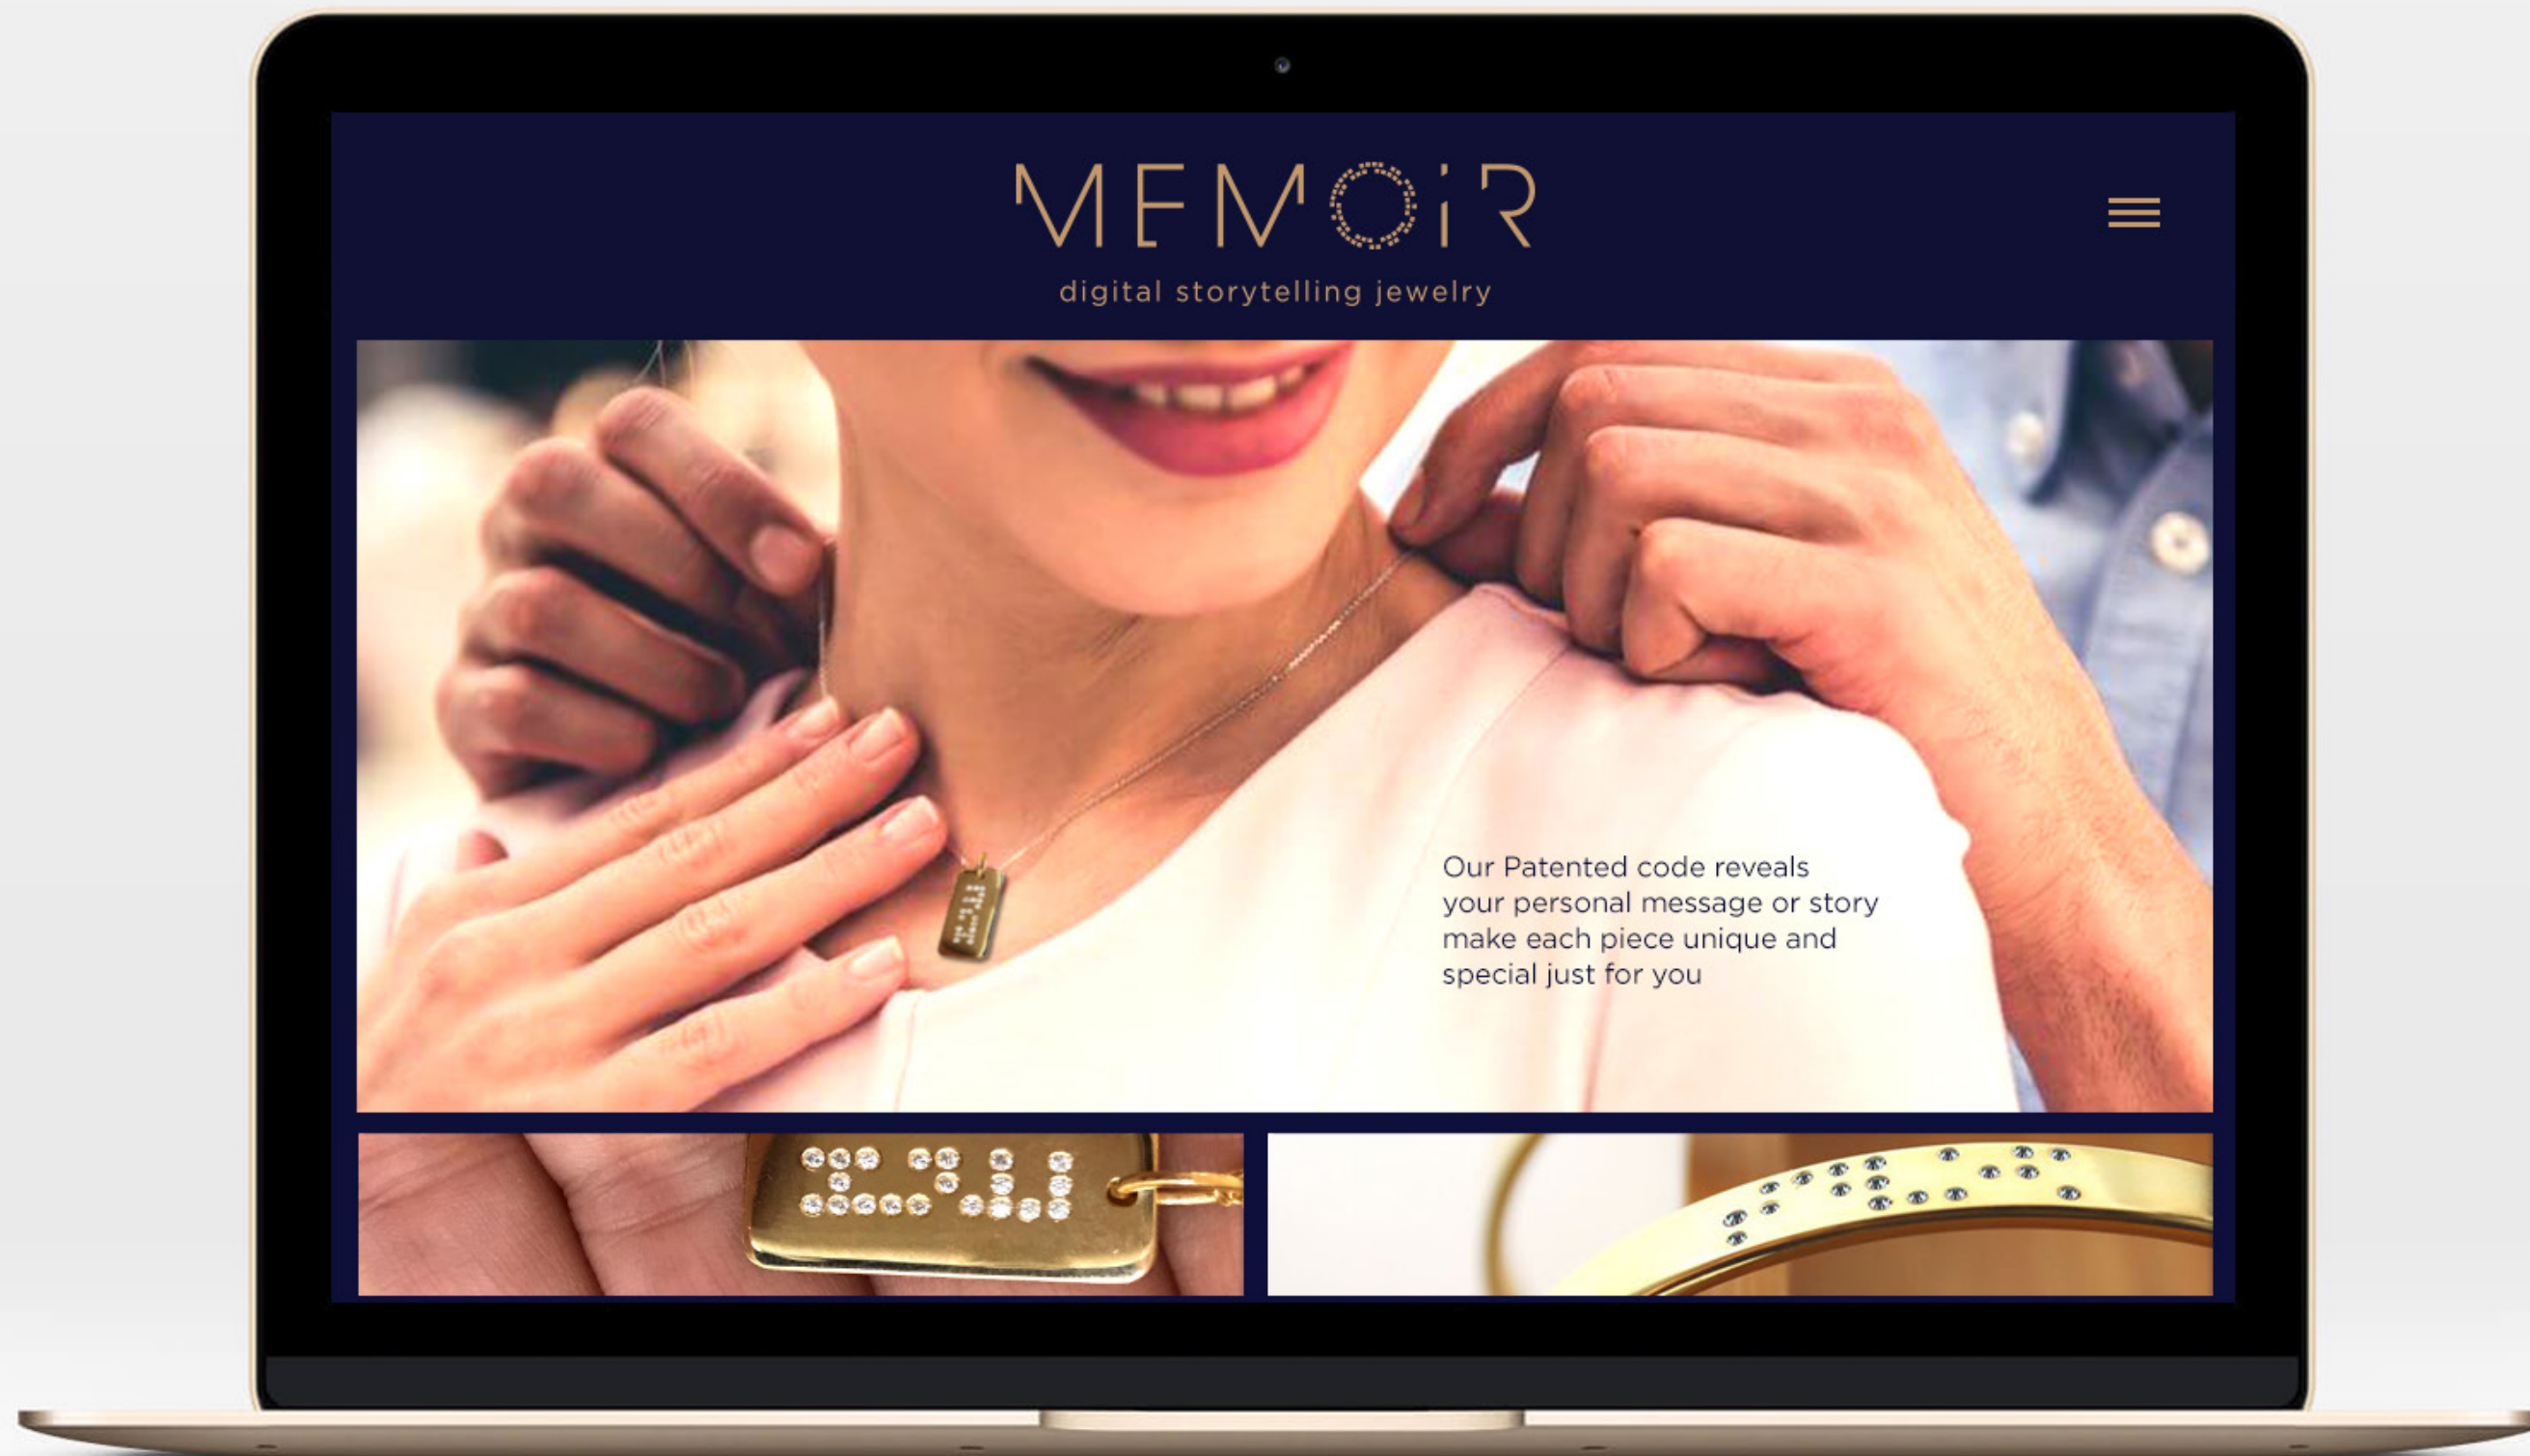 MEMOiR
digital storytelling jewelry
Our Patented code reveals
your personal message or story
make each piece unique and
special just for you